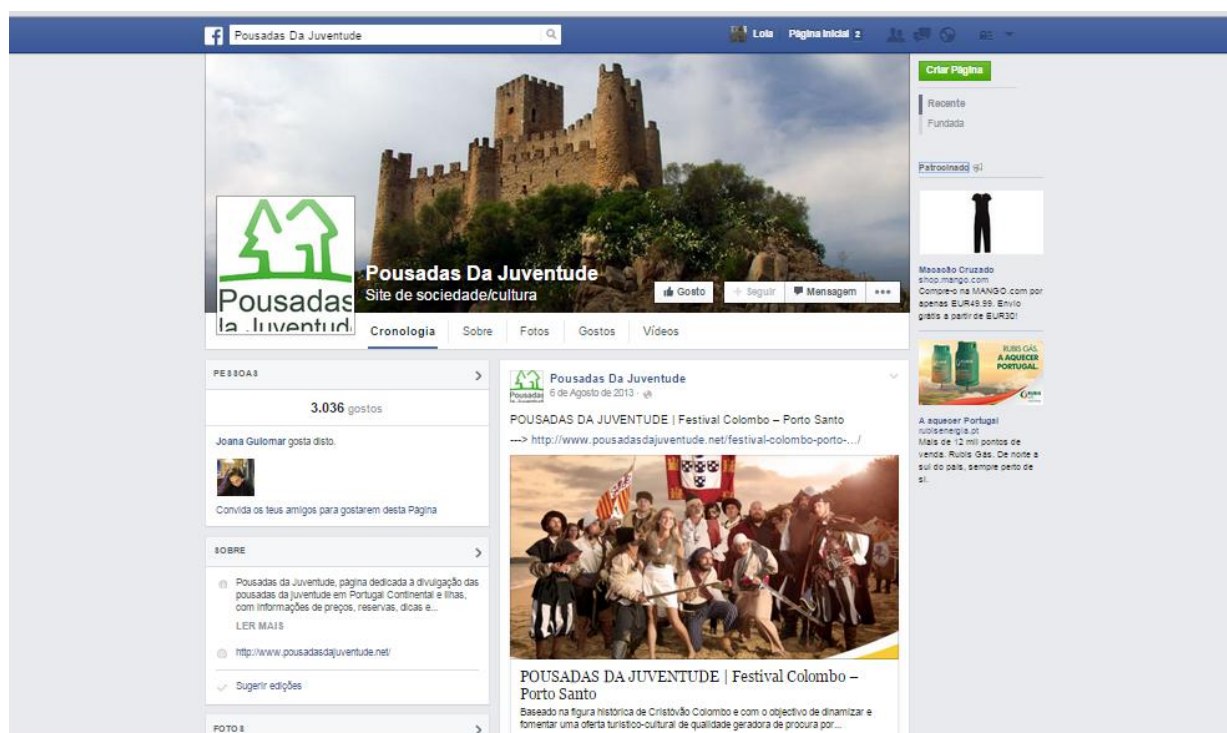 Pousadas Da Juventude
Lola Página Inicial 2
Criar Página
Recente
Fundada
Patrocinado
Pousadas
la Juventud
Pousadas Da Juventude
Site de sociedade/cultura
Gosto
Seguir
Mensagem
Cronologia Sobre Fotos Gostos Vídeos
PESSOAS
3.036 gostos
Joana Guiomar gosta disto.
Convida os teus amigos para gostarem desta Página
SOBRE
Pousadas da Juventude, página dedicada à divulgação das
pousadas da juventude em Portugal Continental e Ilhas,
com informações de preços, reservas, dicas e...
LER MAIS
http://www.pousadasdajuventude.net/
Sugerir edições
FOTOS
Pousadas Da Juventude
6 de Agosto de 2013 ·
Pousadas
POUSADAS DA JUVENTUDE | Festival Colombo – Porto Santo
---> http://www.pousadasdajuventude.net/festival-colombo-porto-.../
POUSADAS DA JUVENTUDE | Festival Colombo –
Porto Santo
Baseado na figura histórica de Cristóvão Colombo e com o objectivo de dinamizar e
fomentar uma oferta turístico-cultural de qualidade geradora de procura por...
Macacão Cruzado
shop.mango.com
Compre-o na MANGO.com por
apenas EUR49.99. Envio
grátis a partir de EUR30!
RUBIS GÁS.
A AQUECER
PORTUGAL.
A aquecer Portugal
rubisenergia.pt
Mais de 12 mil pontos de
venda. Rubis Gás. De norte a
sul do país, sempre perto de
si.